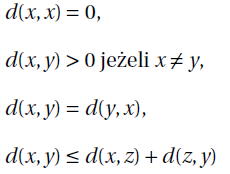 d(x,x) = 0,
d(x,y) > 0 jeżeli x ≠ y,
d(x,y) = d(y,x),
d(x,y) ≤ d(x,z) + d(z,y)